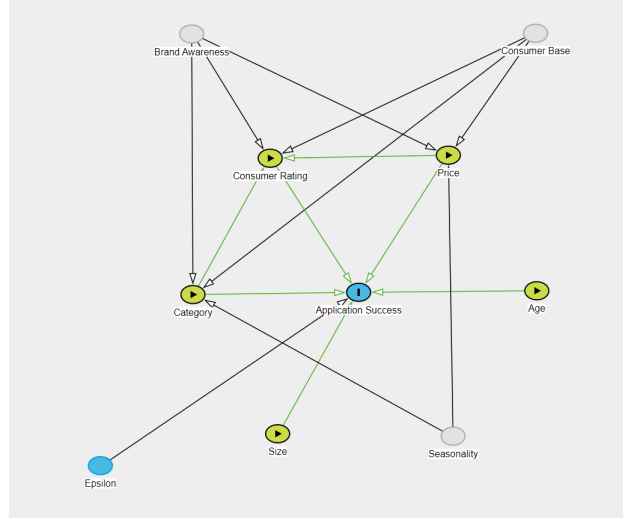 Brand Awareness
Consumer Base
Consumer Rating
Price
Category
Application Success
Age
Size
Seasonality
Epsilon